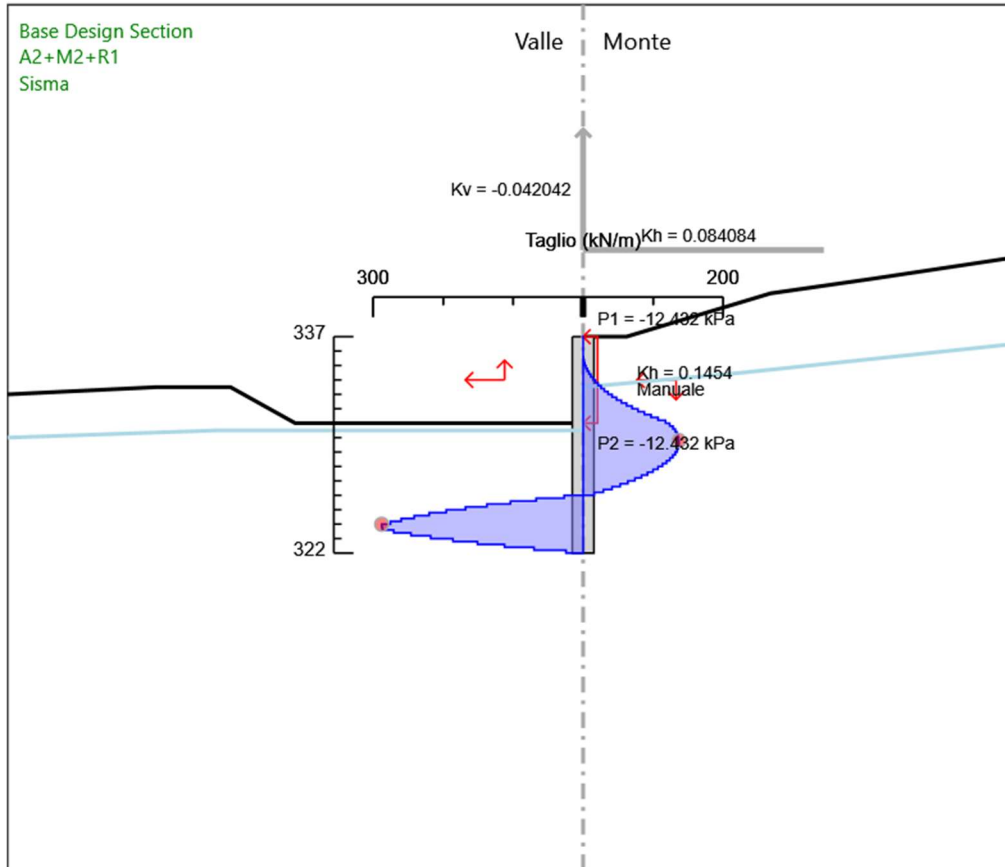 Base Design Section
A2+M2+R1
Sisma
Valle
Monte
Kv = -0.042042
Taglio (kN/m)
Kh = 0.084084
300
200
337
P1 = -12.432 kPa
Kh = 0.1454
Manuale
P2 = -12.432 kPa
322